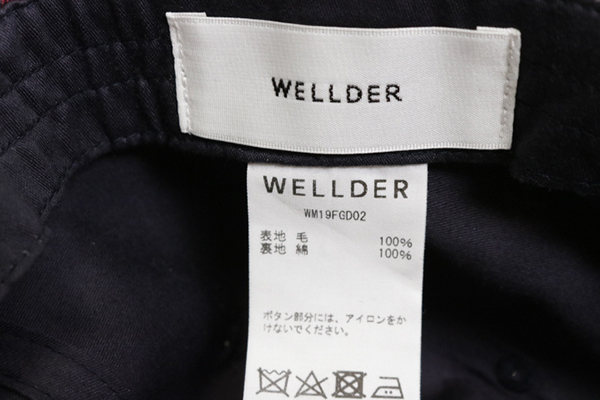 WELLDER
WELLDER
WM19FGD02
表地 毛 100%
裏地 綿 100%
ボタン部分には、アイロンをか
けないでください。